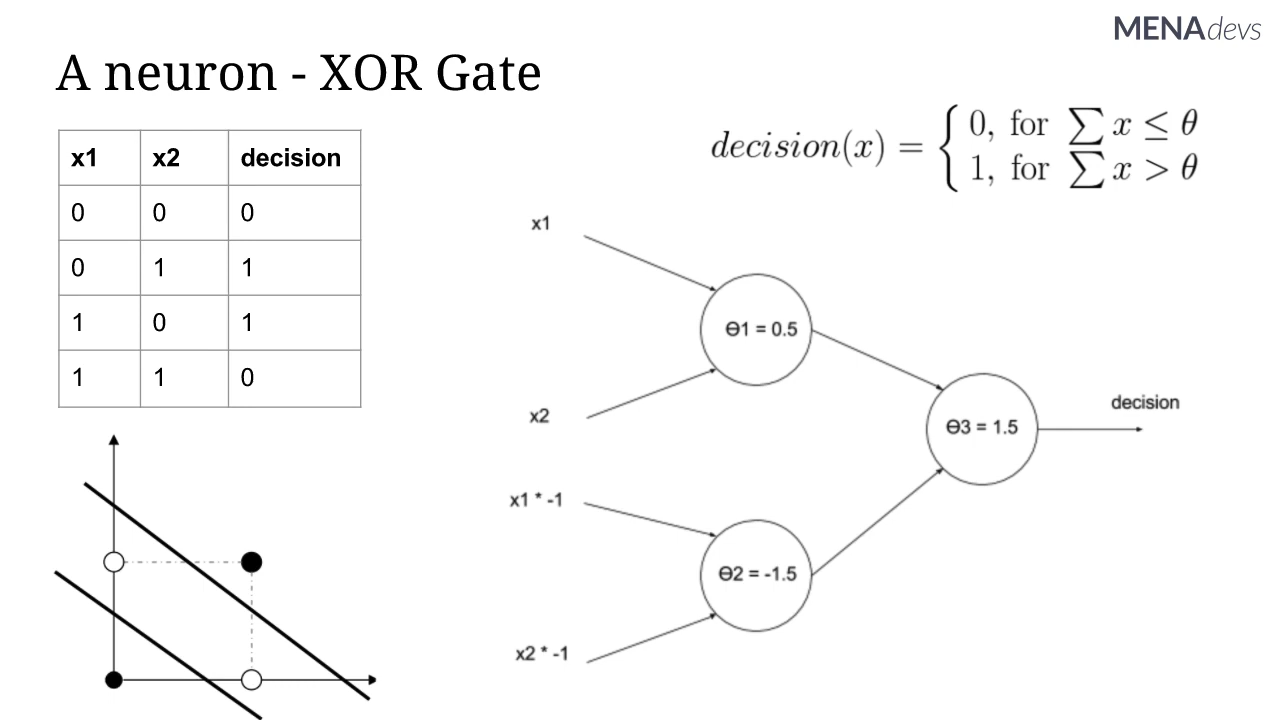 MENAdevs
A neuron - XOR Gate
decision(x) = { 0, for ∑ x ≤ θ
1, for ∑ x > θ
x1 x2 decision
0 0 0
0 1 1
1 0 1
1 1 0
x1
x2
ϴ1 = 0.5
x1 * -1
x2 * -1
ϴ2 = -1.5
ϴ3 = 1.5
decision